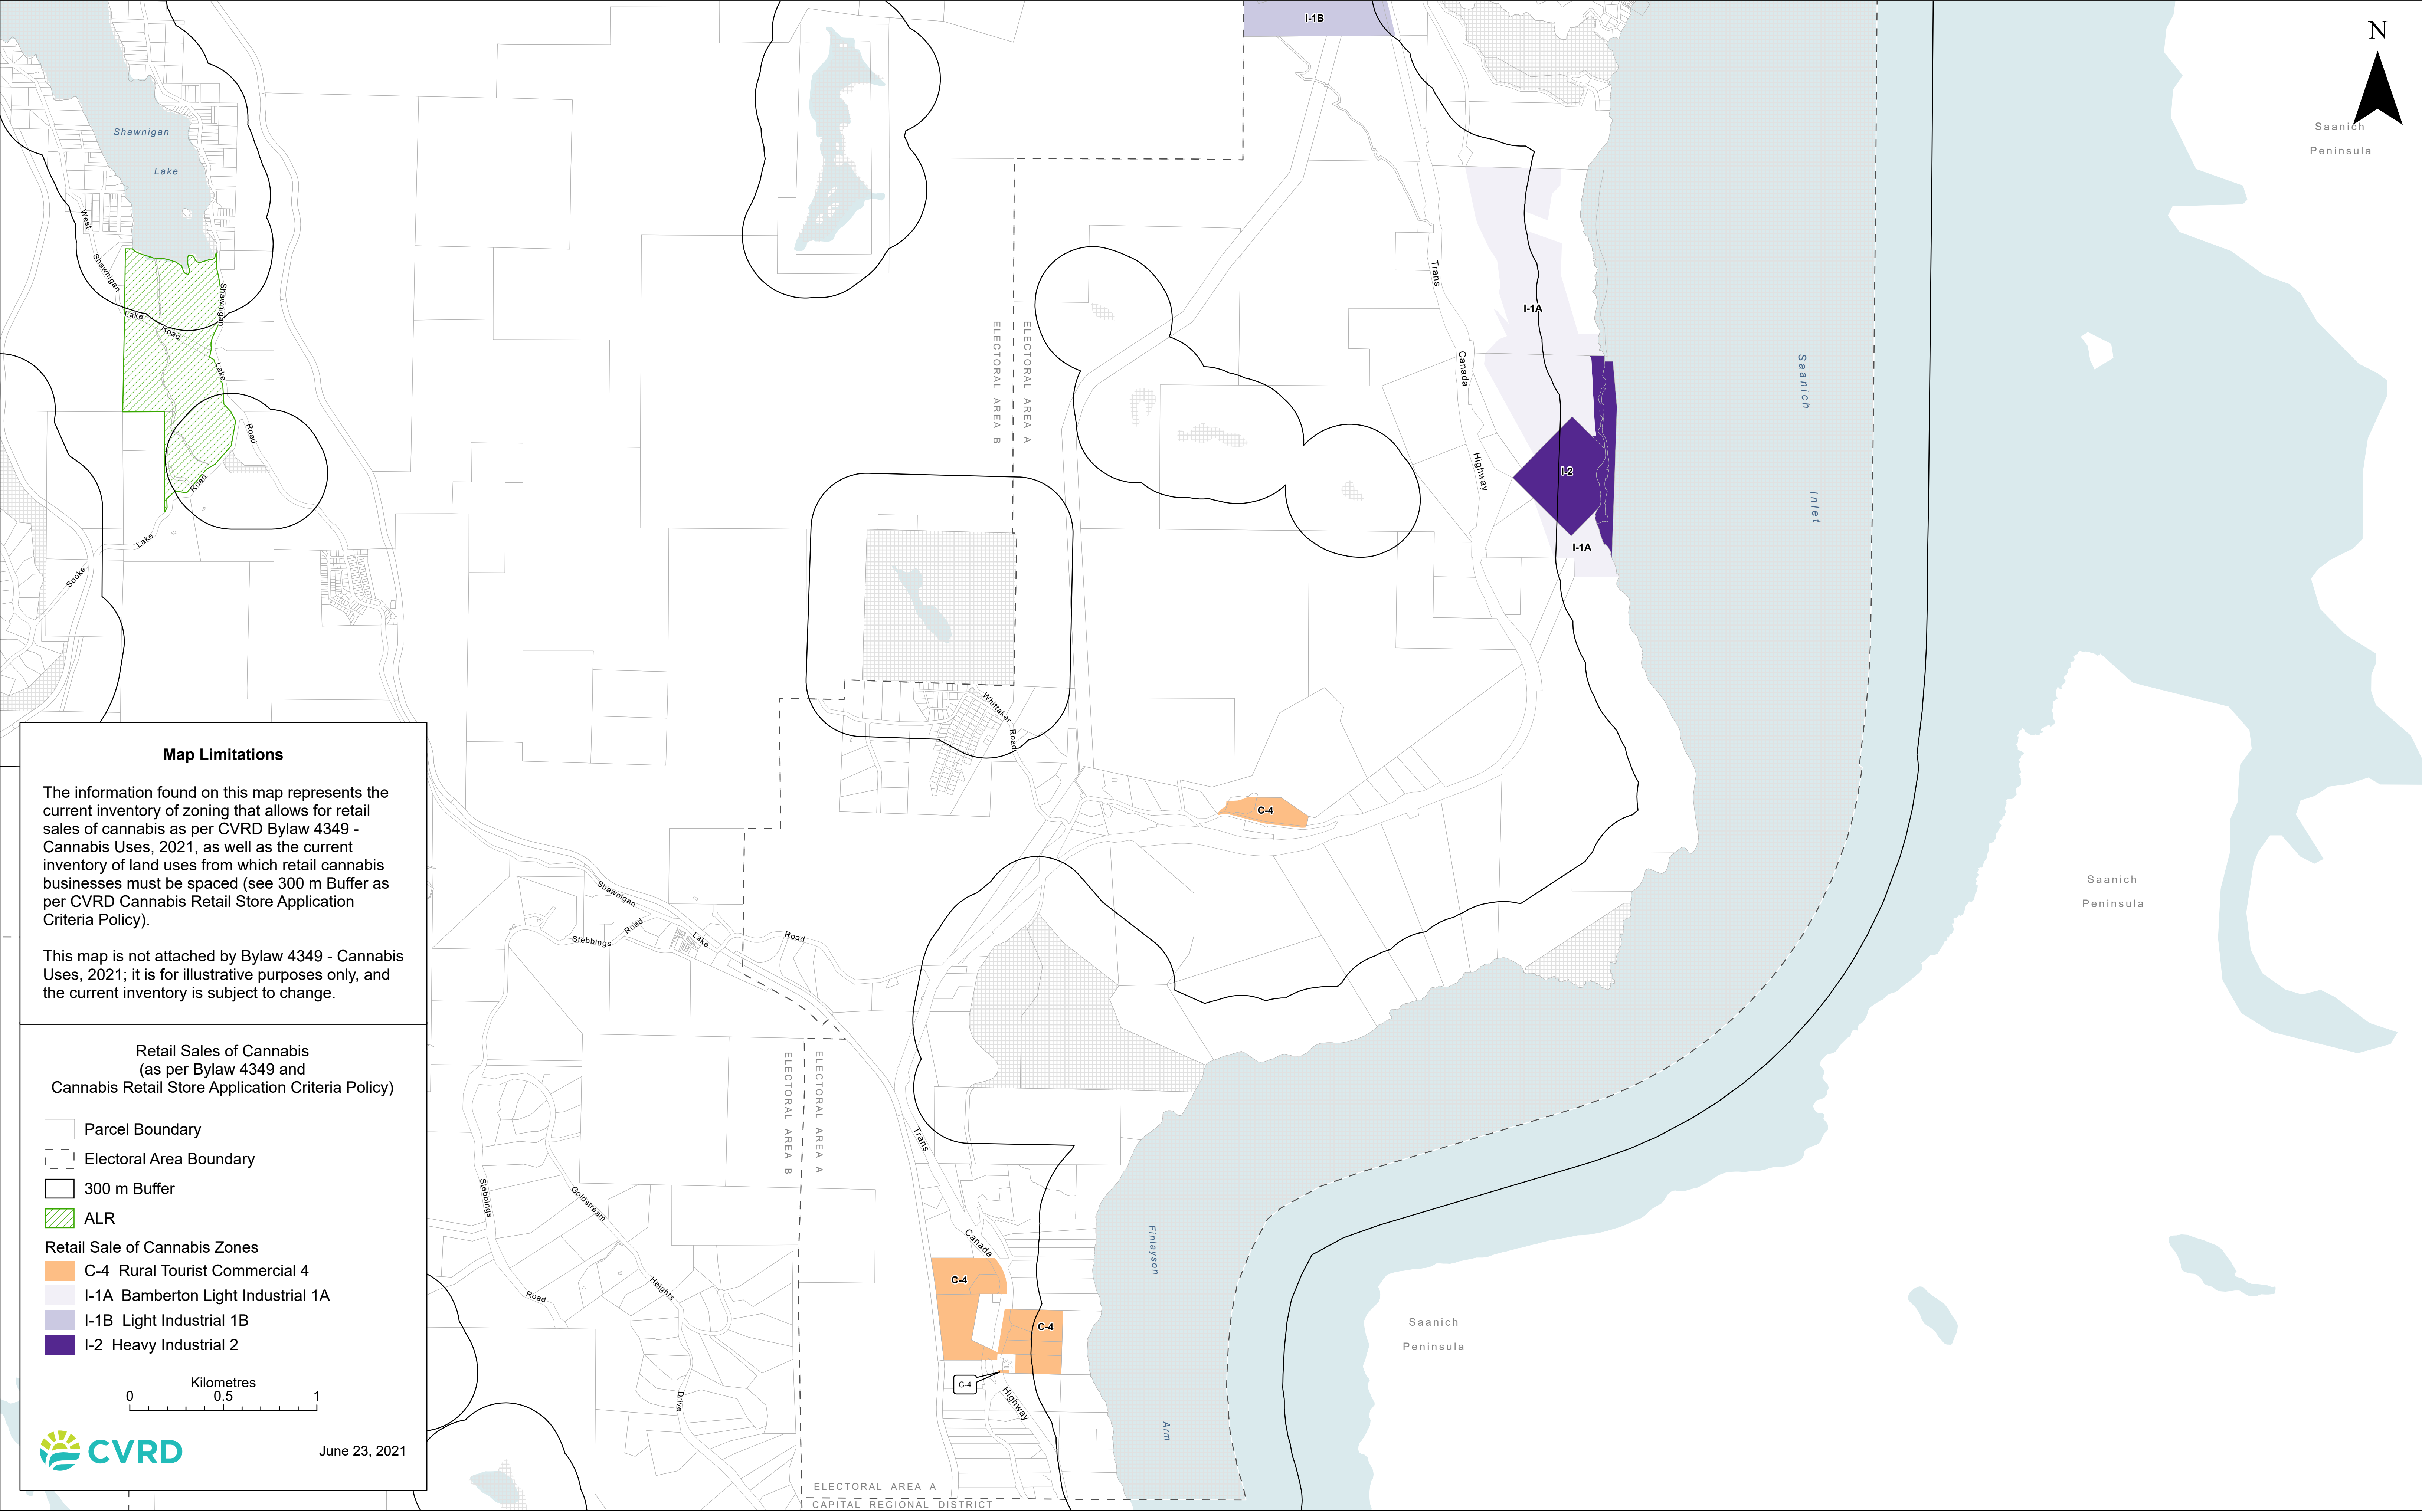 I-1B
N
Saanich
Peninsula
Shawnigan
Lake
West
Shawnigan
Lake
Road
Shawnigan
Lake
Road
Road
Lake
Sooke
ELECTORAL AREA B
ELECTORAL AREA A
Trans
Canada
Highway
I-1A
I-2
I-1A
Saanich
Inlet
Whittaker
Road
C-4
Saanich
Peninsula
Shawnigan
Lake
Road
Stebbings
Road
ELECTORAL AREA B
ELECTORAL AREA A
Trans
Canada
Highway
Stebbings
Road
Goldstream
Heights
Drive
C-4
C-4
C-4
Finlayson
Arm
Saanich
Peninsula
ELECTORAL AREA A
CAPITAL REGIONAL DISTRICT
Map Limitations
The information found on this map represents the
current inventory of zoning that allows for retail
sales of cannabis as per CVRD Bylaw 4349 -
Cannabis Uses, 2021, as well as the current
inventory of land uses from which retail cannabis
businesses must be spaced (see 300 m Buffer as
per CVRD Cannabis Retail Store Application
Criteria Policy).
This map is not attached by Bylaw 4349 - Cannabis
Uses, 2021; it is for illustrative purposes only, and
the current inventory is subject to change.
Retail Sales of Cannabis
(as per Bylaw 4349 and
Cannabis Retail Store Application Criteria Policy)
Parcel Boundary
Electoral Area Boundary
300 m Buffer
ALR
Retail Sale of Cannabis Zones
C-4 Rural Tourist Commercial 4
I-1A Bamberton Light Industrial 1A
I-1B Light Industrial 1B
I-2 Heavy Industrial 2
Kilometres
0 0.5 1
CVRD
June 23, 2021